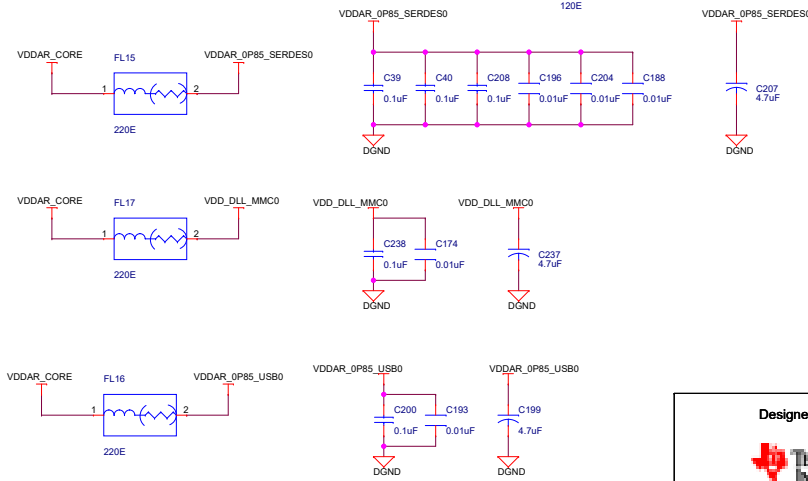 120E
VDDAR_CORE
FL15
VDDAR_0P85_SERDES0
1
2
220E
VDDAR_0P85_SERDES0
C39
0.1uF
C40
0.1uF
C208
0.1uF
C196
0.01uF
C204
0.01uF
C188
0.01uF
DGND
VDDAR_0P85_SERDES0
C207
4.7uF
DGND
VDDAR_CORE
FL17
VDD_DLL_MMC0
1
2
220E
VDD_DLL_MMC0
C238
0.1uF
C174
0.01uF
DGND
VDD_DLL_MMC0
C237
4.7uF
DGND
VDDAR_CORE
FL16
VDDAR_0P85_USB0
1
2
220E
VDDAR_0P85_USB0
C200
0.1uF
C193
0.01uF
DGND
VDDAR_0P85_USB0
C199
4.7uF
DGND
Designe